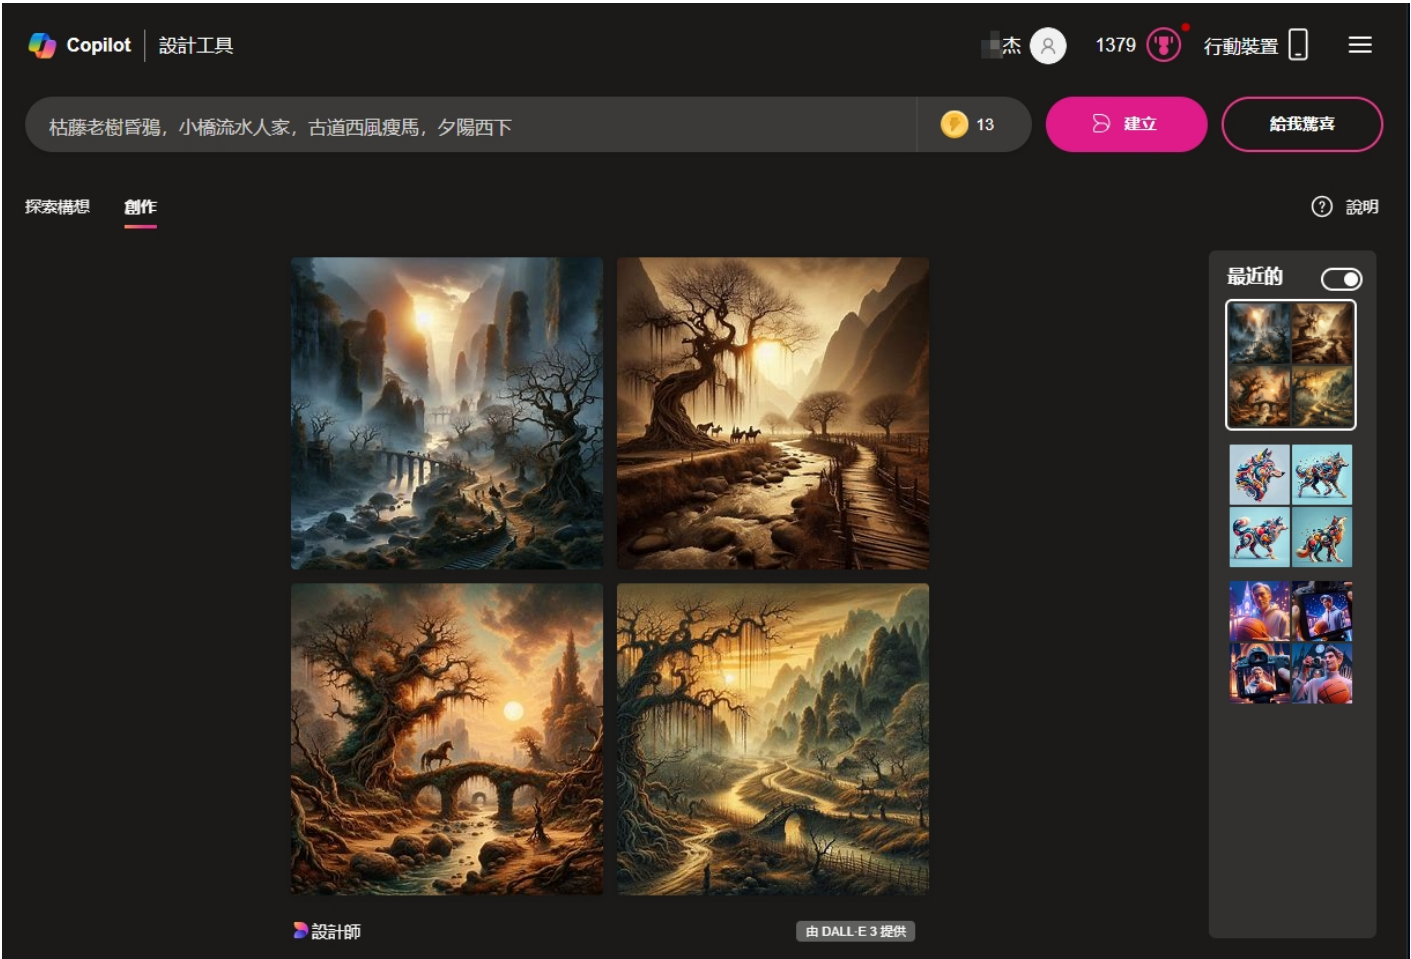 Copilot 設計工具
杰 1379 行動裝置
枯藤老樹昏鴉，小橋流水人家，古道西風瘦馬，夕陽西下
13
建立
給我驚喜
探索構想 創作
說明
最近的
設計師
由 DALL·E 3 提供